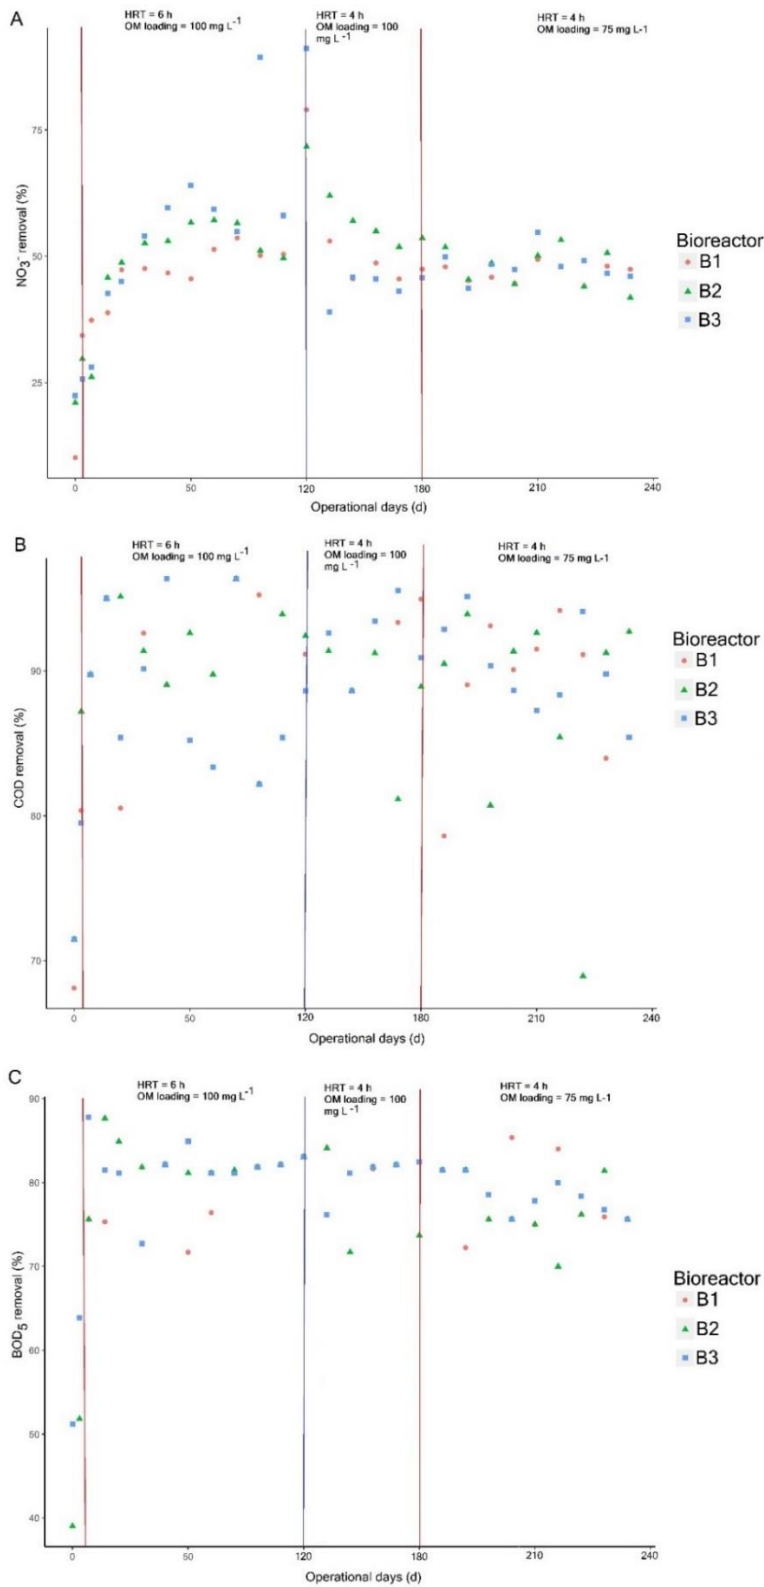 A
HRT = 6 h
OM loading = 100 mg L-1
HRT = 4 h
OM loading = 100
mg L -1
HRT = 4 h
OM loading = 75 mg L-1
NO3- removal (%)
75
50
25
0
50
120
180
210
240
Operational days (d)
Bioreactor
B1
B2
B3
B
HRT = 6 h
OM loading = 100 mg L-1
HRT = 4 h
OM loading = 100
mg L -1
HRT = 4 h
OM loading = 75 mg L-1
COD removal (%)
90
80
70
0
50
120
180
210
240
Operational days (d)
Bioreactor
B1
B2
B3
C
HRT = 6 h
OM loading = 100 mg L-1
HRT = 4 h
OM loading = 100
mg L -1
HRT = 4 h
OM loading = 75 mg L-1
BOD5 removal (%)
90
80
70
60
50
40
0
50
120
180
210
240
Operational days (d)
Bioreactor
B1
B2
B3